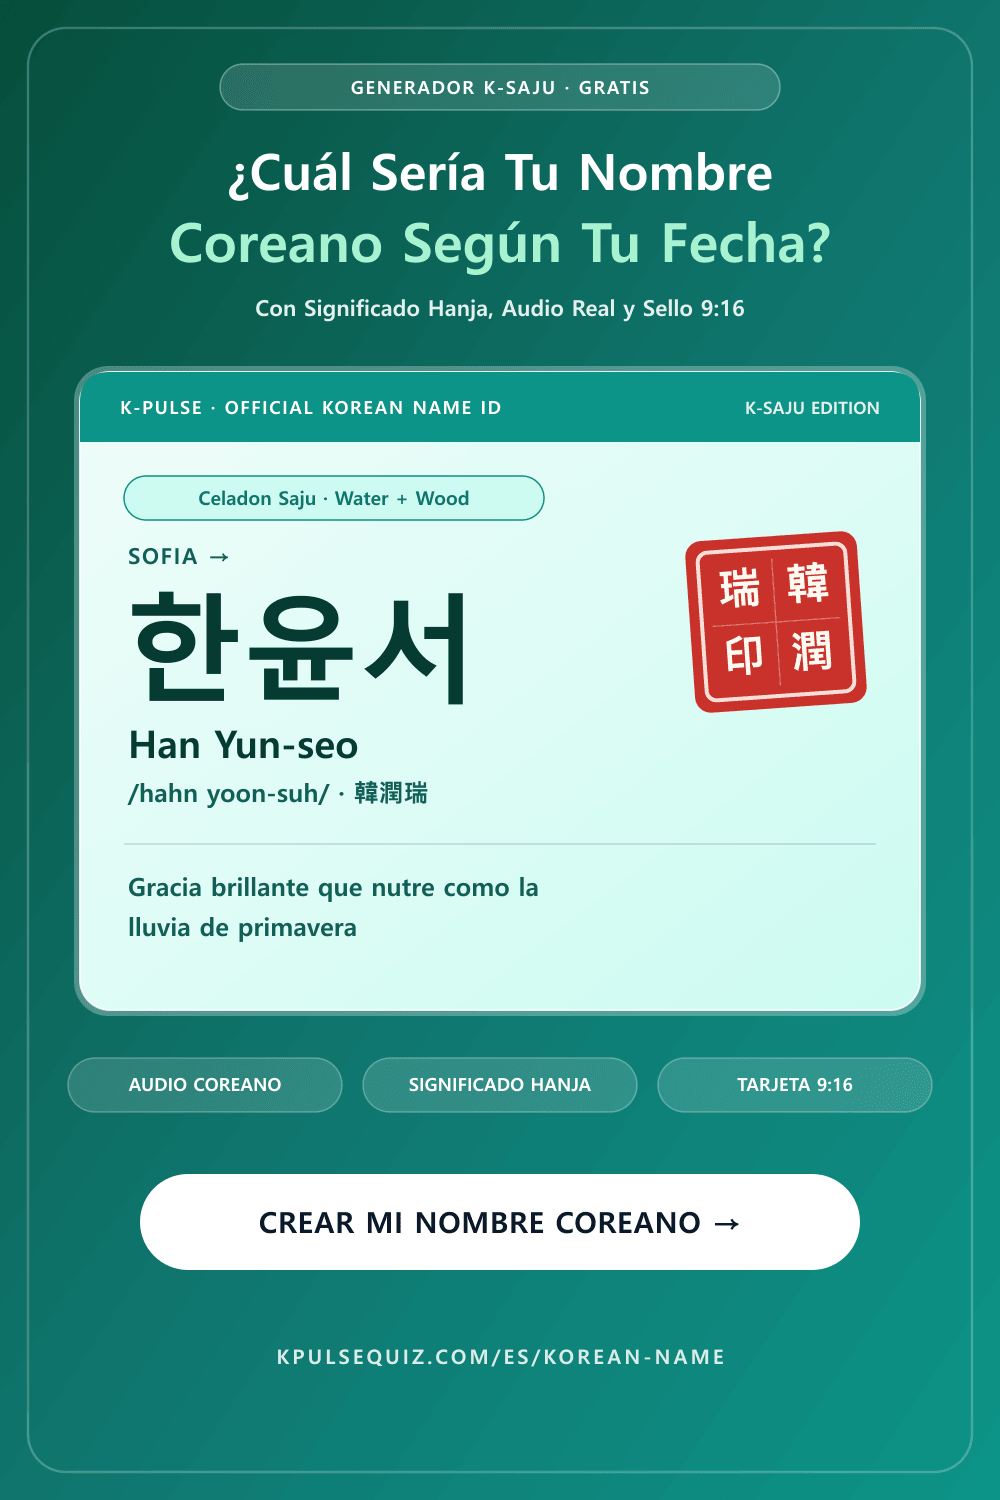 GENERADOR K-SAJU · GRATIS
¿Cuál Sería Tu Nombre
Coreano Según Tu Fecha?
Con Significado Hanja, Audio Real y Sello 9:16
K-PULSE · OFFICIAL KOREAN NAME ID
K-SAJU EDITION
Celadon Saju · Water + Wood
SOFIA →
한윤서
韓潤
瑞印
Han Yun-seo
/hahn yoon-suh/ · 韓潤瑞
Gracia brillante que nutre como la
lluvia de primavera
AUDIO COREANO
SIGNIFICADO HANJA
TARJETA 9:16
CREAR MI NOMBRE COREANO →
KPULSEQUIZ.COM/ES/KOREAN-NAME